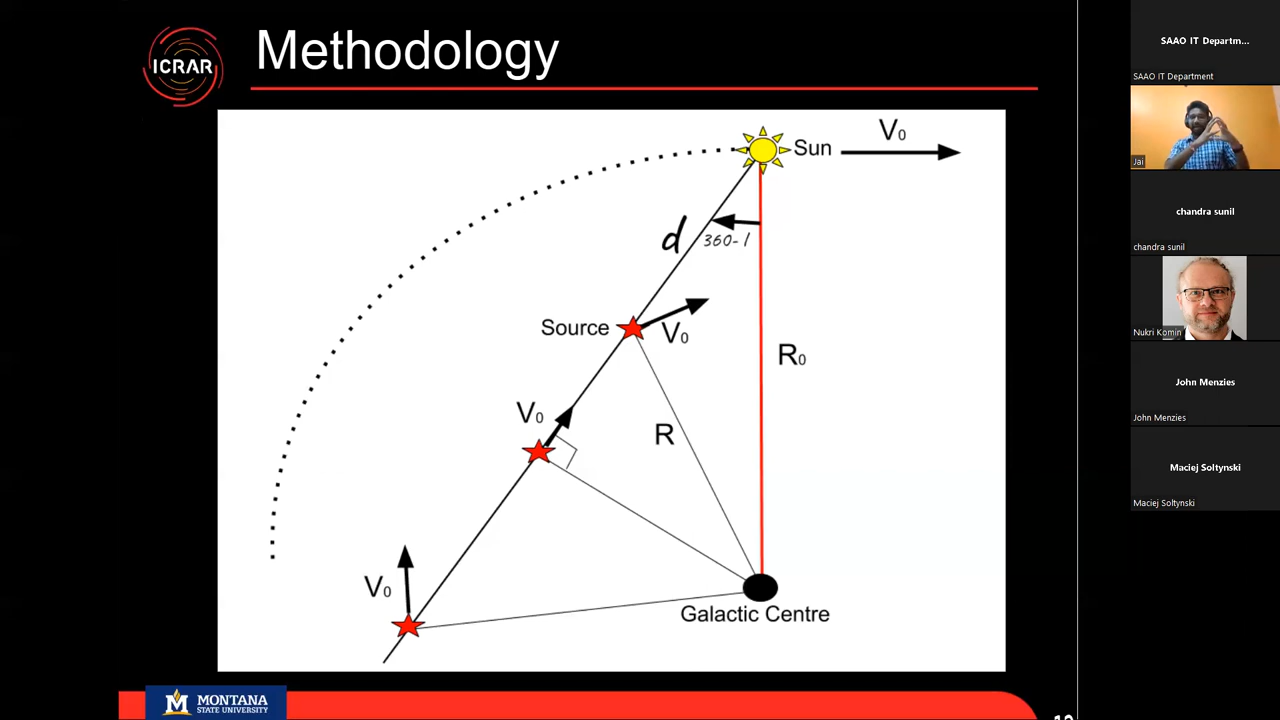 ICRAR
Methodology
Sun
V₀
d
360-l
Source
V₀
R₀
V₀
R
V₀
Galactic Centre
MONTANA
STATE UNIVERSITY
SAAO IT Departm...
SAAO IT Department
Jai
chandra sunil
chandra sunil
Nukri Komin
John Menzies
John Menzies
Maciej Soltynski
Maciej Soltynski